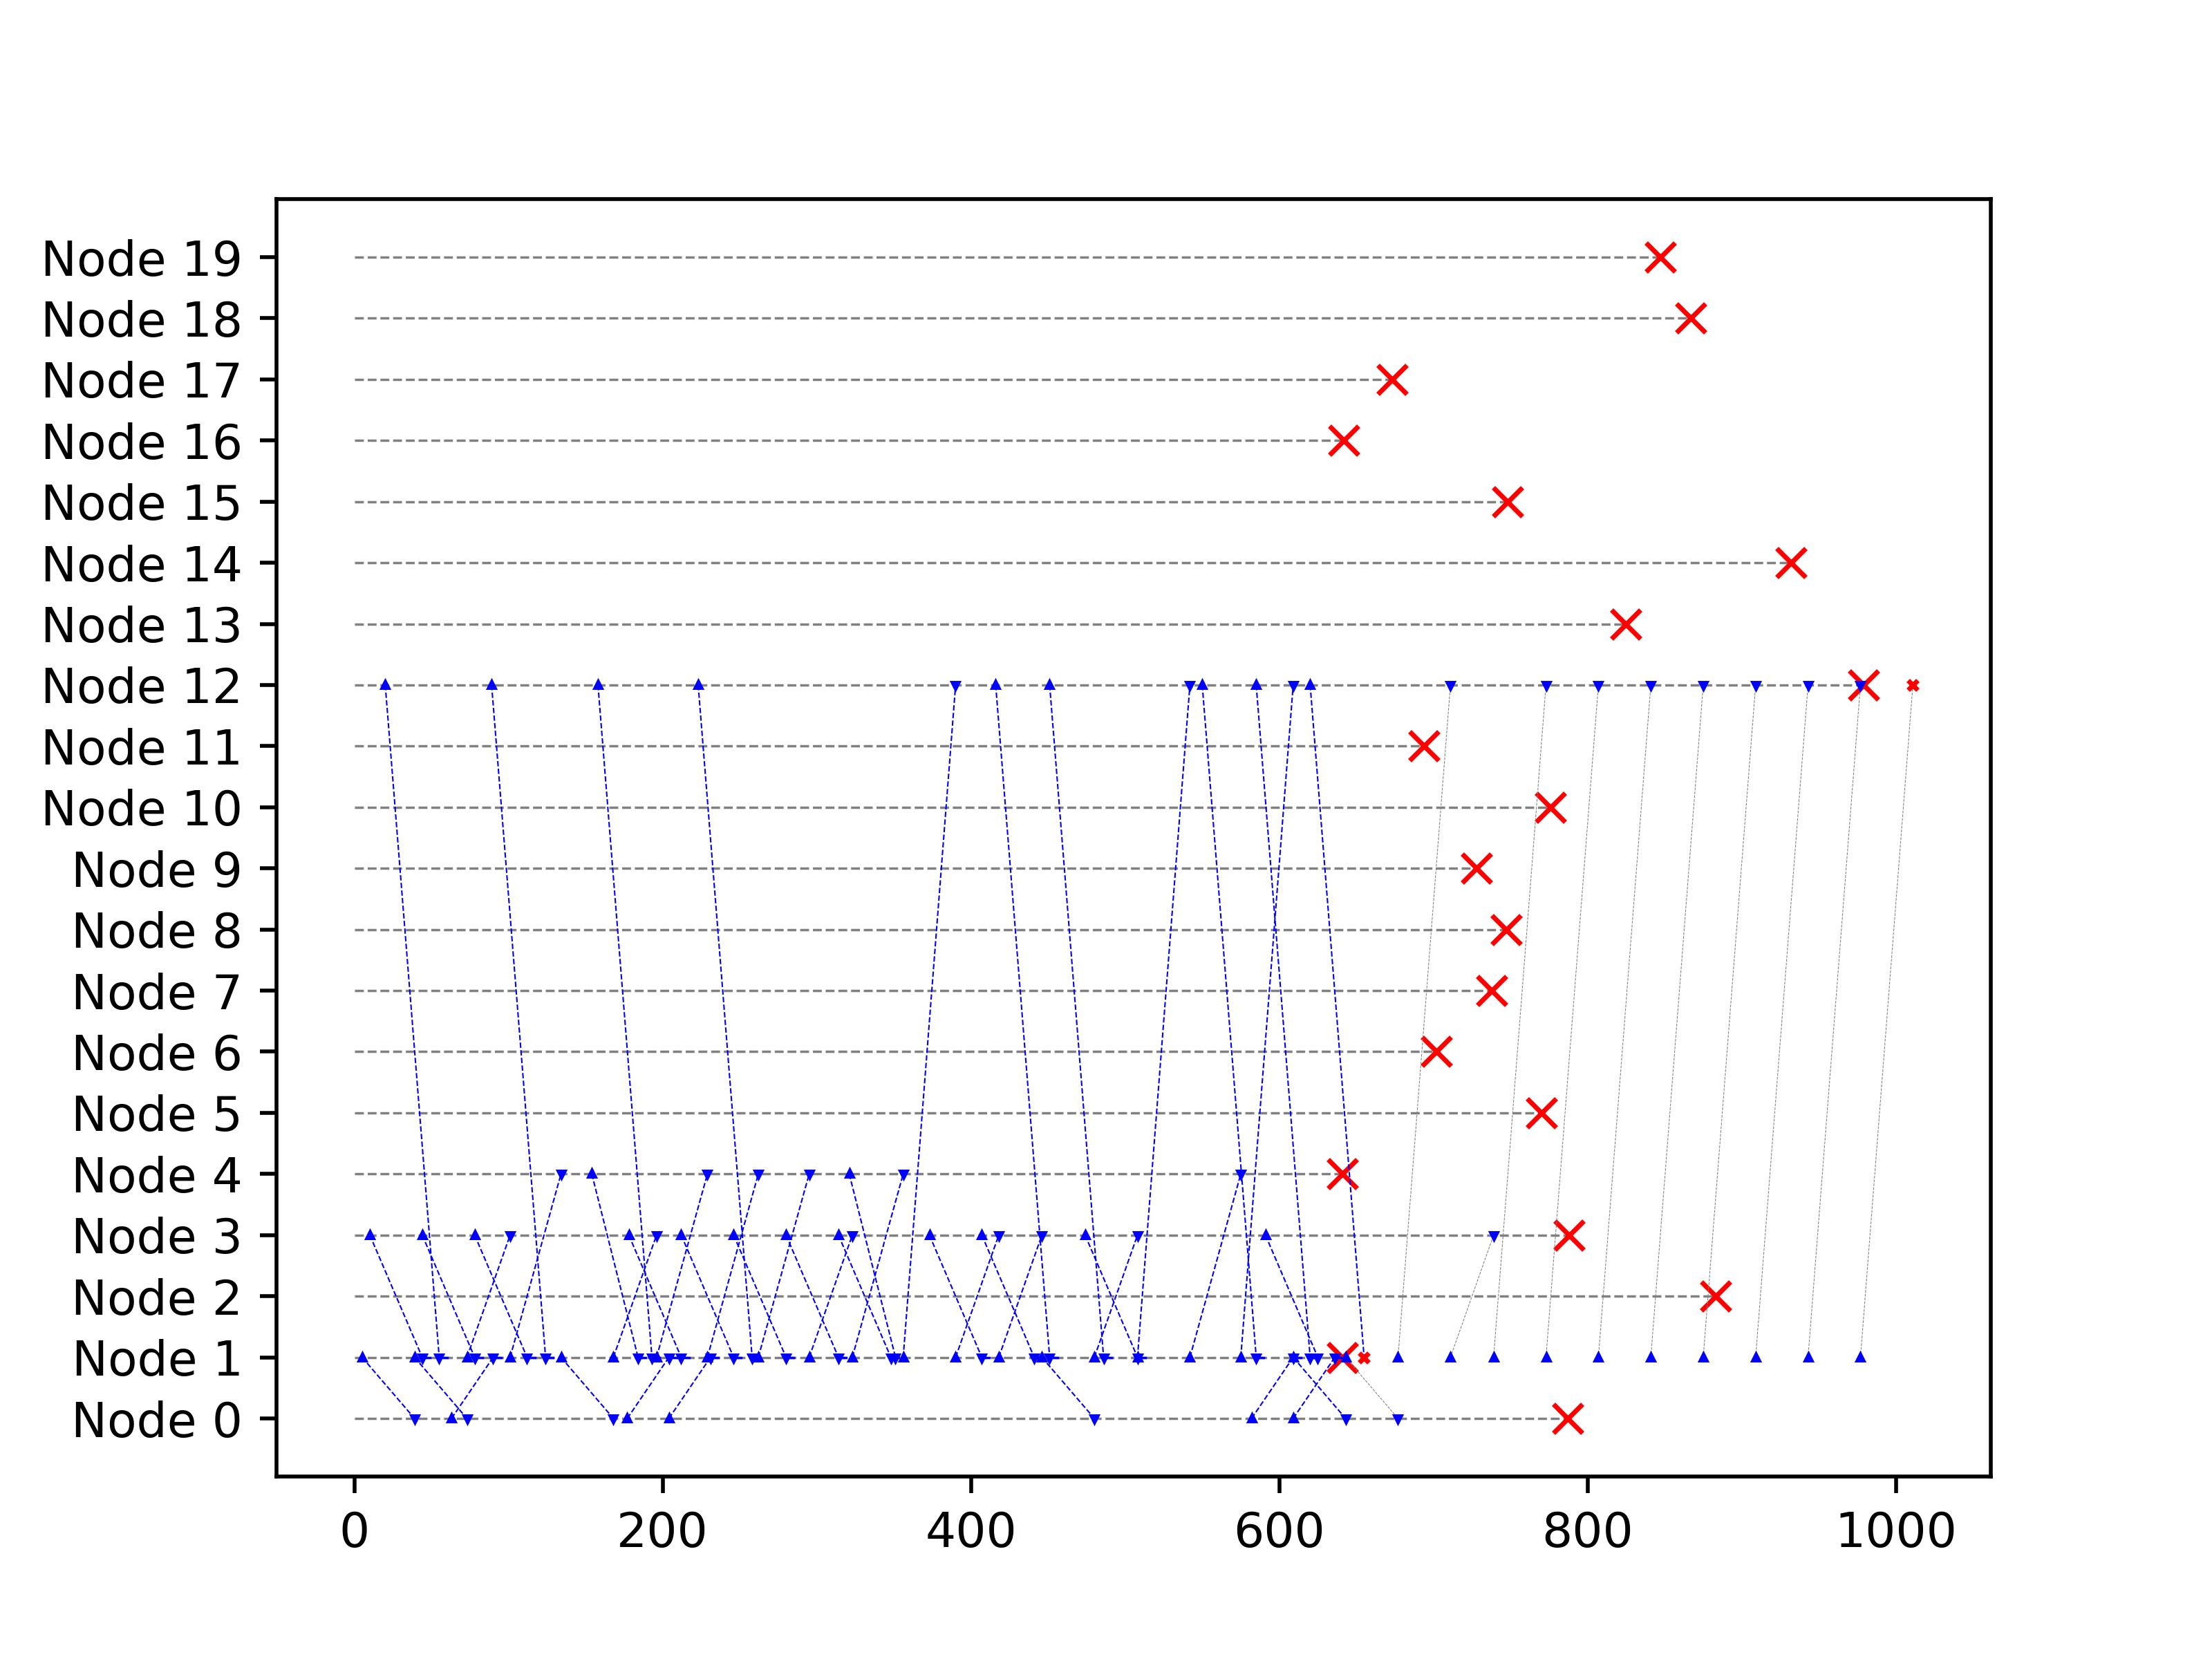 Node 19
Node 18
Node 17
Node 16
Node 15
Node 14
Node 13
Node 12
Node 11
Node 10
Node 9
Node 8
Node 7
Node 6
Node 5
Node 4
Node 3
Node 2
Node 1
Node 0
0 200 400 600 800 1000